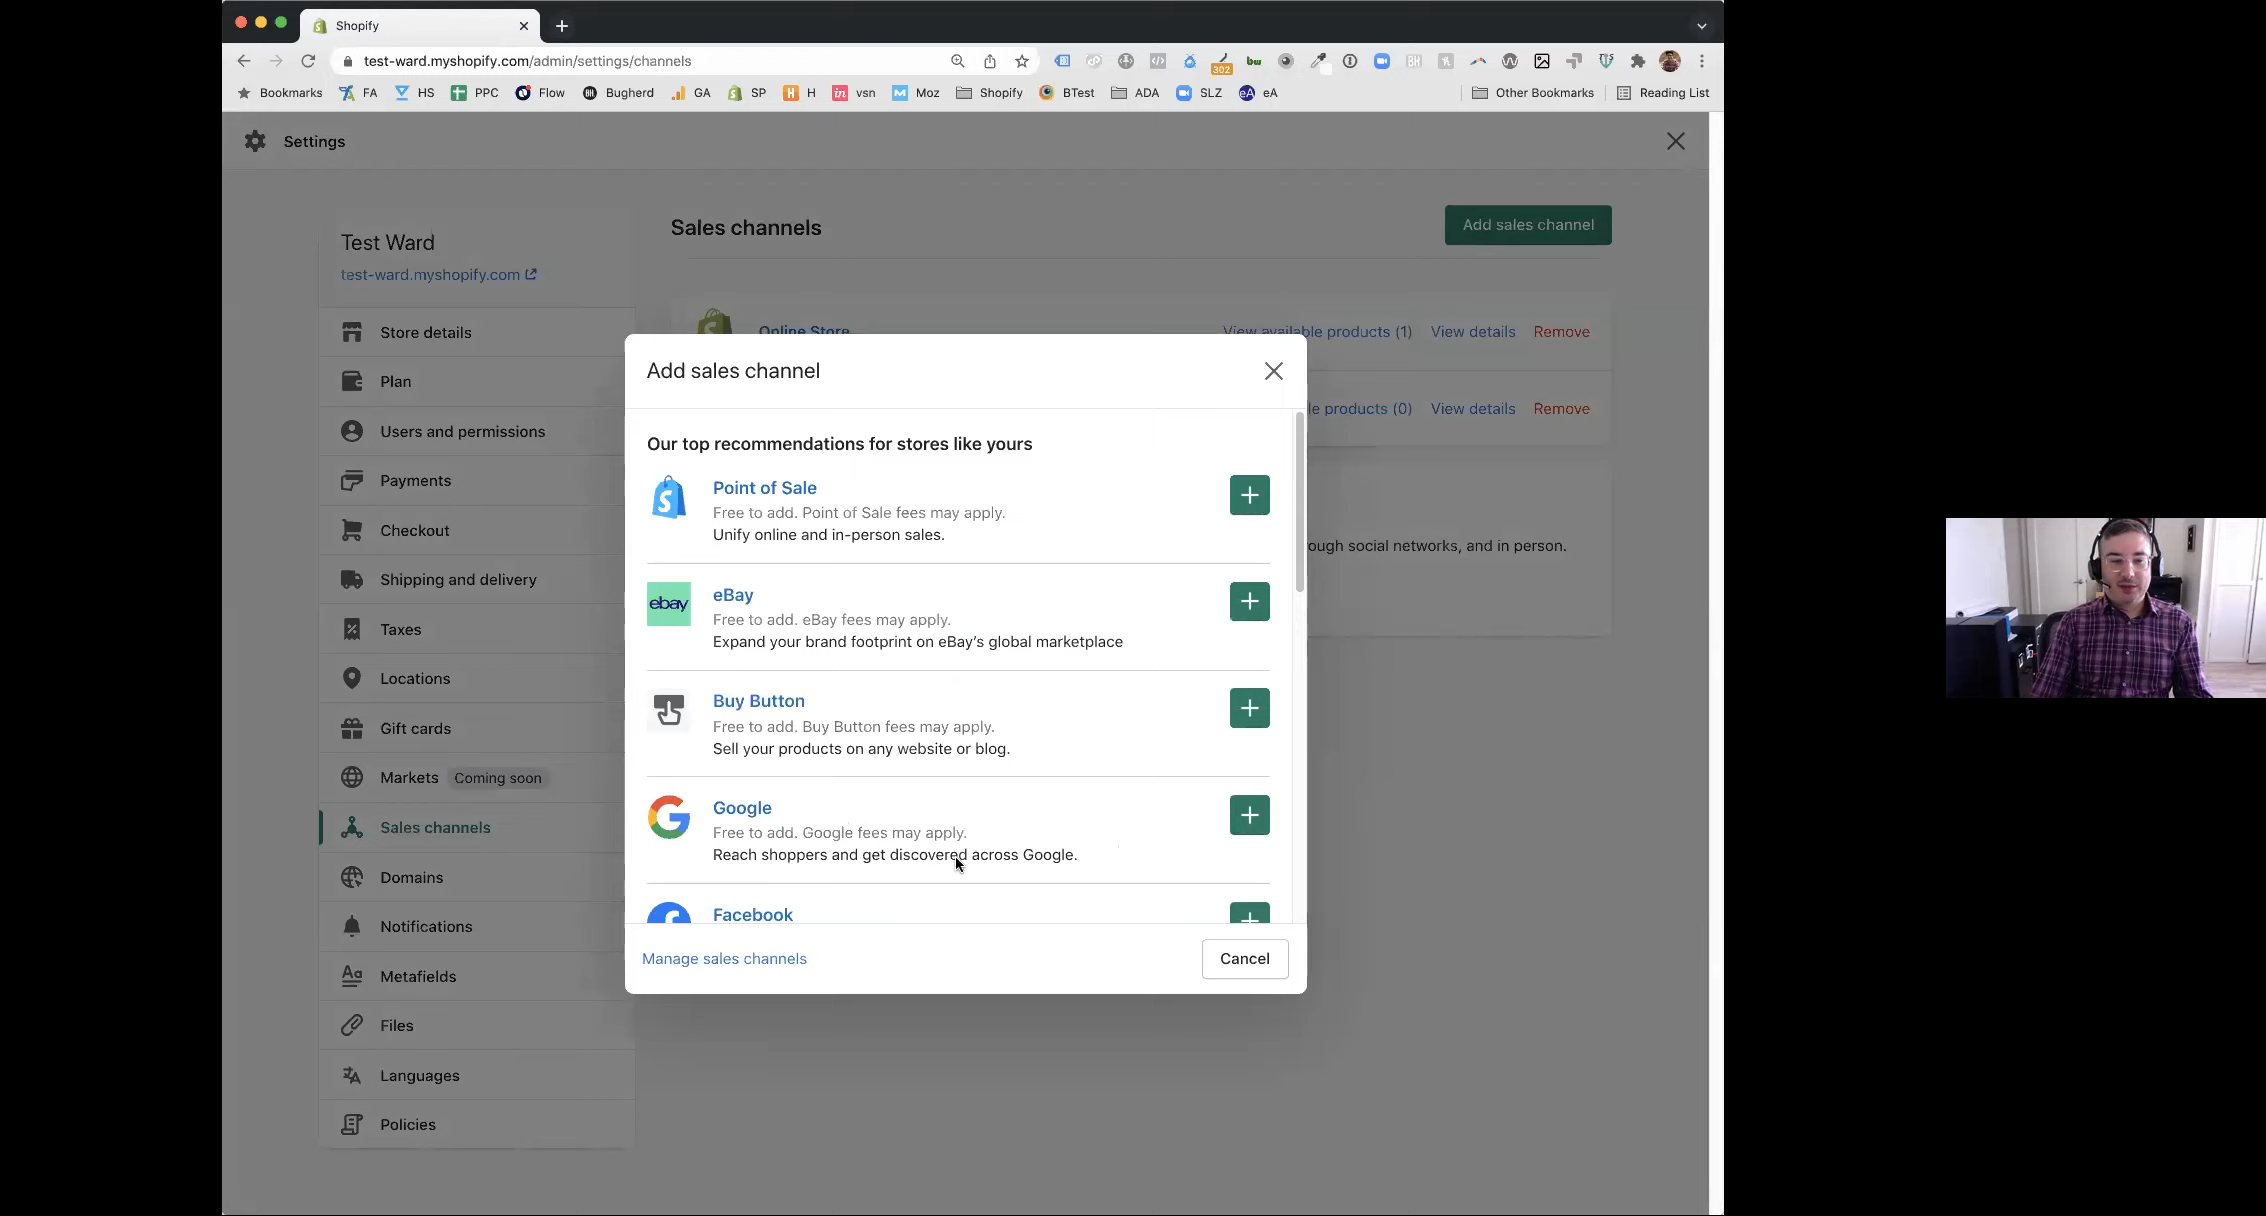 Shopify
test-ward.myshopify.com/admin/settings/channels
302
bw
BH
Bookmarks FA HS PPC Flow Bugherd GA SP H vsn Moz Shopify BTest ADA SLZ eA eA Other Bookmarks Reading List
Settings
Test Ward
test-ward.myshopify.com
Store details
Plan
Users and permissions
Payments
Checkout
Shipping and delivery
Taxes
Locations
Gift cards
Markets Coming soon
Sales channels
Domains
Notifications
Metafields
Files
Languages
Policies
Sales channels
Add sales channel
Online Store View available products (1) View details Remove
le products (0) View details Remove
ough social networks, and in person.
Add sales channel
Our top recommendations for stores like yours
Point of Sale
Free to add. Point of Sale fees may apply.
Unify online and in-person sales.
ebay
eBay
Free to add. eBay fees may apply.
Expand your brand footprint on eBay’s global marketplace
Buy Button
Free to add. Buy Button fees may apply.
Sell your products on any website or blog.
Google
Free to add. Google fees may apply.
Reach shoppers and get discovered across Google.
Facebook
Manage sales channels
Cancel